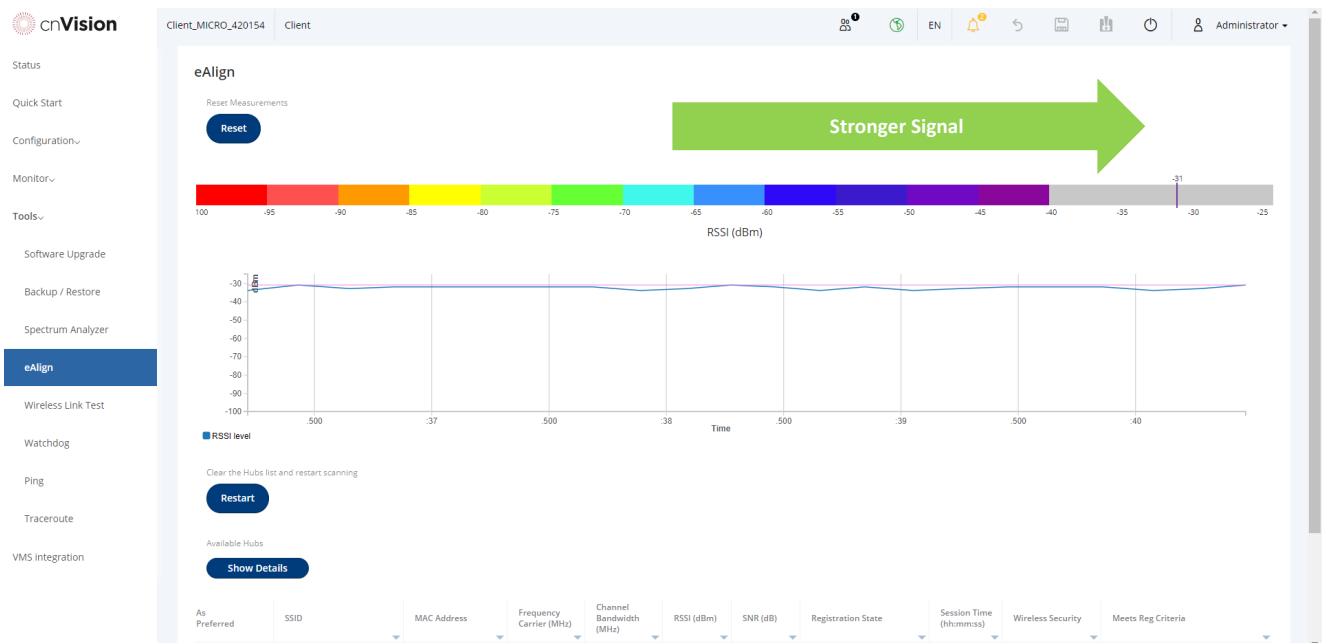 cnVision
Client_MICRO_420154 Client 1 EN 2 Administrator
Status
Quick Start
Configuration
Monitor
Tools
Software Upgrade
Backup / Restore
Spectrum Analyzer
eAlign
Wireless Link Test
Watchdog
Ping
Traceroute
VMS integration
eAlign
Reset Measurements
Reset
Stronger Signal
-31
100 -95 -90 -85 -80 -75 -70 -65 -60 -55 -50 -45 -40 -35 -30 -25
RSSI (dBm)
dBm
-30
-40
-50
-60
-70
-80
-90
-100
:500 :37 :500 :38 :500 :39 :500 :40
Time
RSSI level
Clear the Hubs list and restart scanning
Restart
Available Hubs
Show Details
As Preferred SSID MAC Address Frequency Carrier (MHz) Channel Bandwidth (MHz) RSSI (dBm) SNR (dB) Registration State Session Time (hh:mm:ss) Wireless Security Meets Reg Criteria